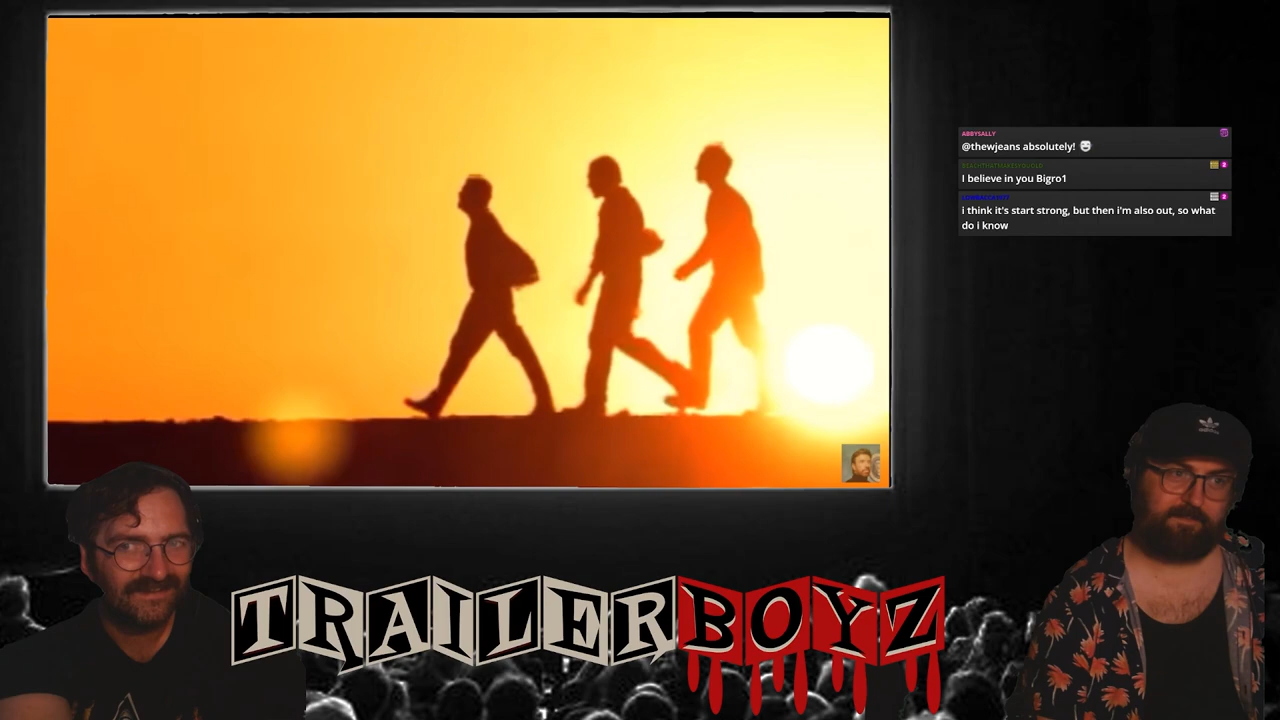 ABBYSALLY
@thewjeans absolutely!
I believe in you Bigro1
i think it's start strong, but then i'm also out, so what
do i know
TRAILERBOYZ